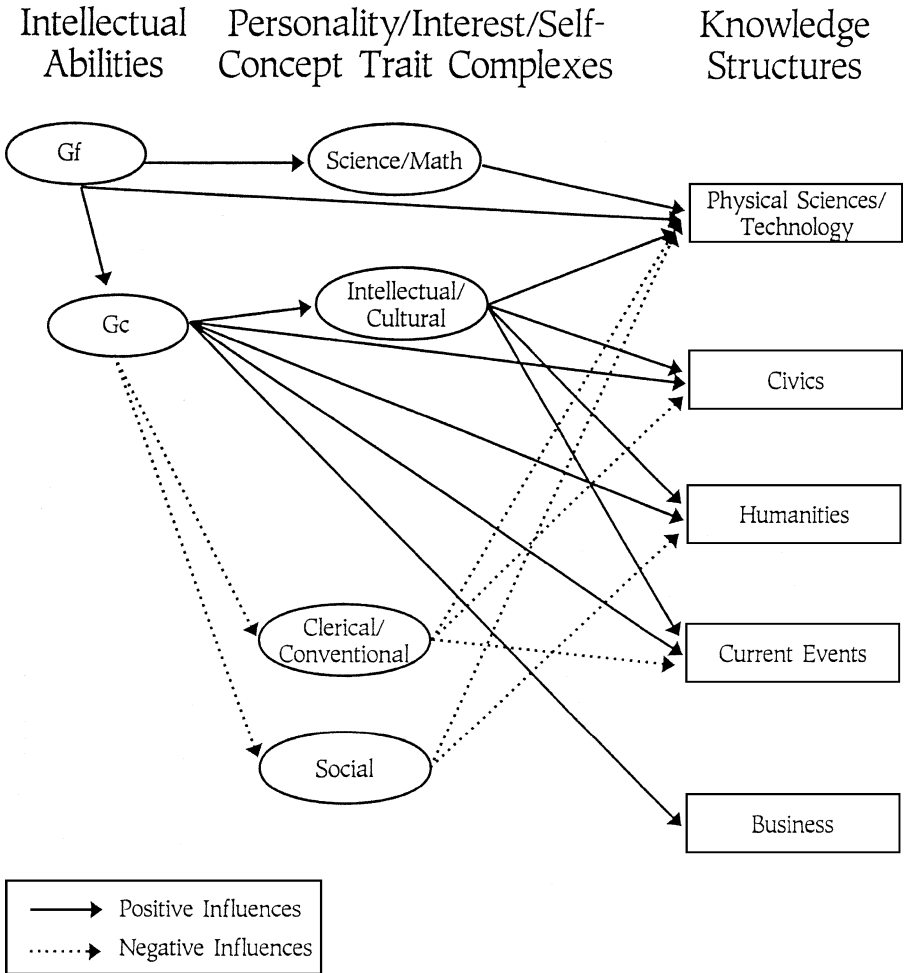 Intellectual
Abilities
Personality/Interest/Self-
Concept Trait Complexes
Knowledge
Structures
Gf
Science/Math
Physical Sciences/
Technology
Gc
Intellectual/
Cultural
Civics
Humanities
Clerical/
Conventional
Current Events
Social
Business
Positive Influences
Negative Influences